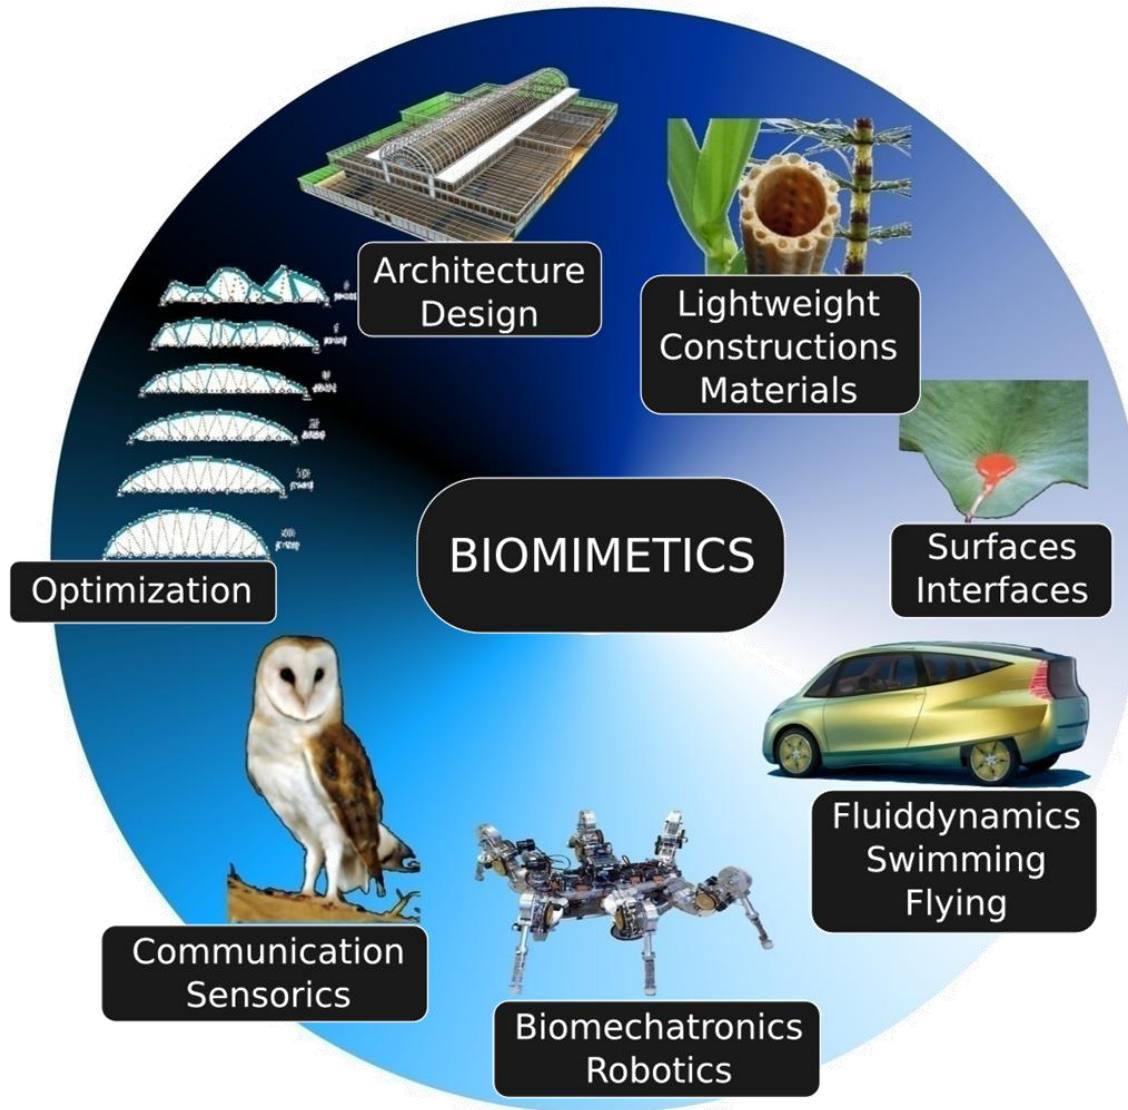 Architecture
Design
Lightweight
Constructions
Materials
Surfaces
Interfaces
BIOMIMETICS
Optimization
Fluiddynamics
Swimming
Flying
Communication
Sensorics
Biomechatronics
Robotics